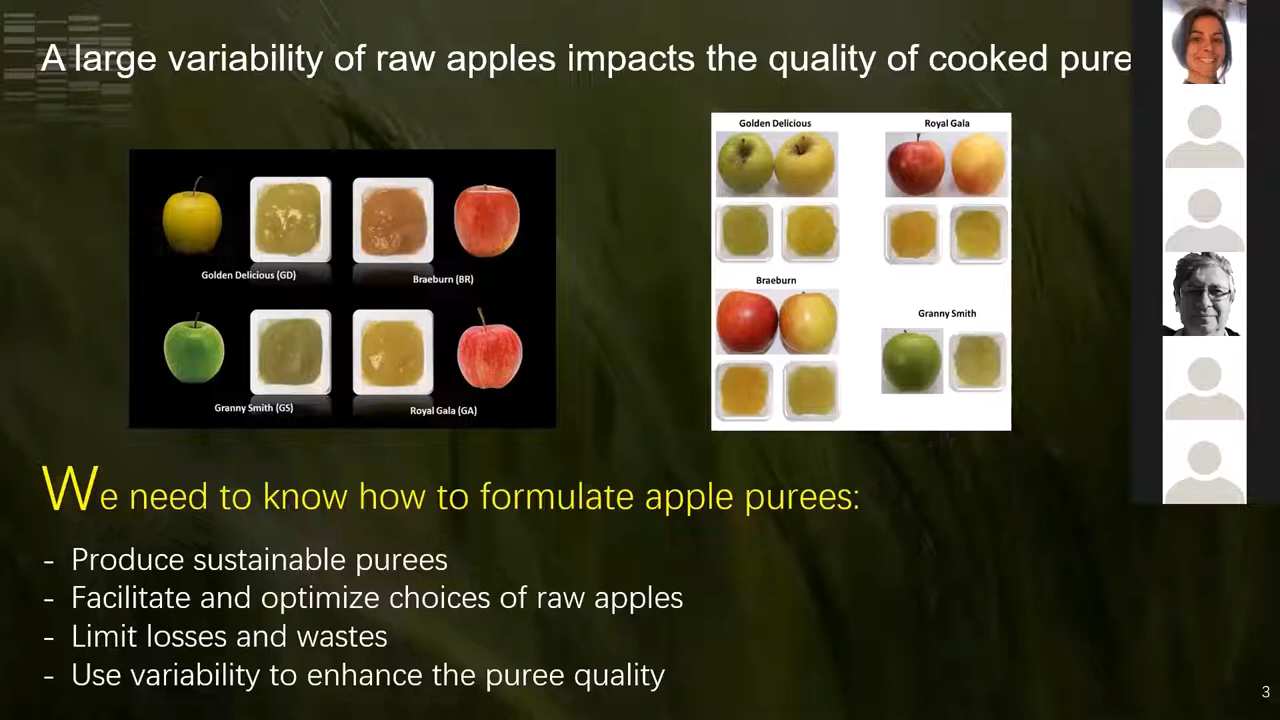 A large variability of raw apples impacts the quality of cooked pure
Golden Delicious (GD)
Braeburn (BR)
Granny Smith (GS)
Royal Gala (GA)
Golden Delicious
Royal Gala
Braeburn
Granny Smith
We need to know how to formulate apple purees:
- Produce sustainable purees
- Facilitate and optimize choices of raw apples
- Limit losses and wastes
- Use variability to enhance the puree quality
3